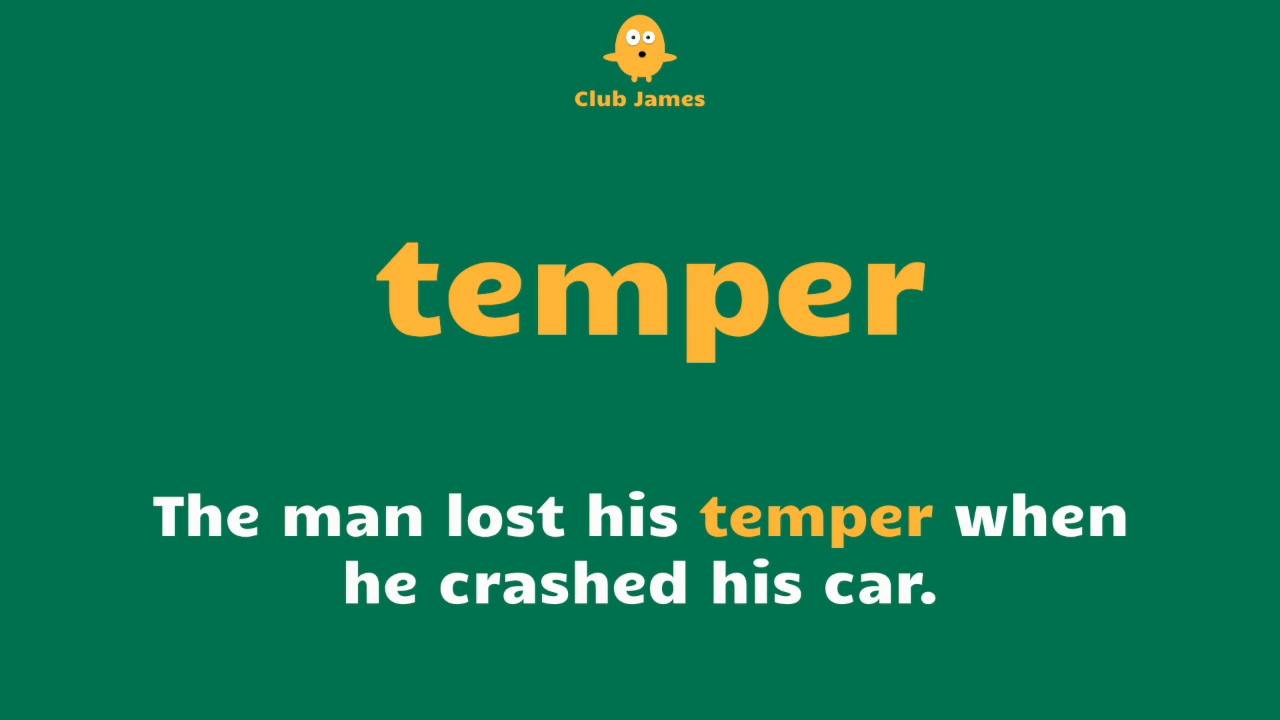 Club James
temper
The man lost his temper when
he crashed his car.